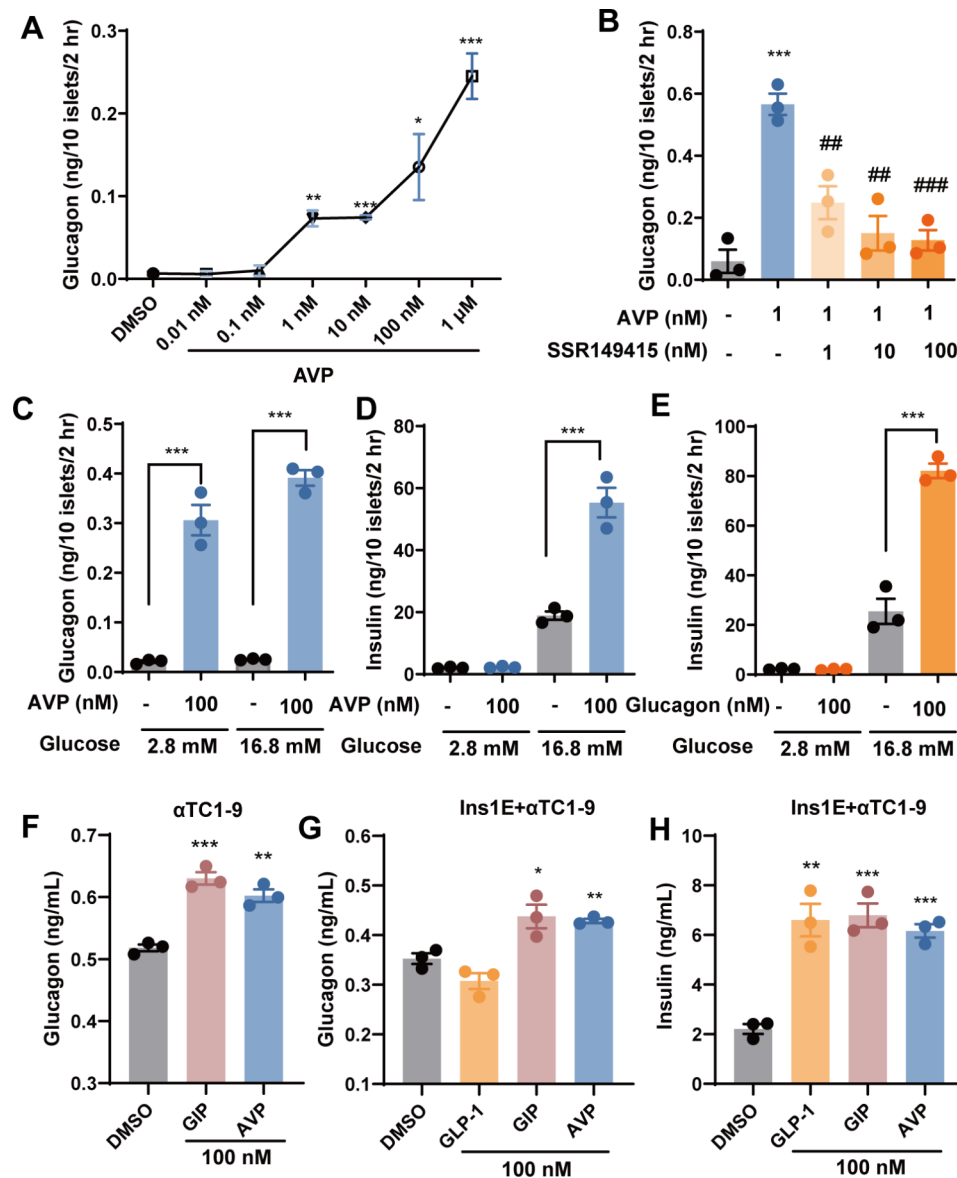 A
Glucagon (ng/10 islets/2 hr)
0.3
0.2
0.1
0.0
** *** * ***
DMSO 0.01 nM 0.1 nM 1 nM 10 nM 100 nM 1 µM
AVP
B
Glucagon (ng/10 islets/2 hr)
0.8
0.6
0.4
0.2
0.0
*** ## ## ###
AVP (nM) - 1 1 1 1
SSR149415 (nM) - - 1 10 100
C
Glucagon (ng/10 islets/2 hr)
0.5
0.4
0.3
0.2
0.1
0.0
*** ***
AVP (nM) - 100 - 100
Glucose 2.8 mM 16.8 mM
D
Insulin (ng/10 islets/2 hr)
80
60
40
20
0
***
AVP (nM) - 100 - 100
Glucose 2.8 mM 16.8 mM
E
Insulin (ng/10 islets/2 hr)
100
80
60
40
20
0
***
Glucagon (nM) - 100 - 100
Glucose 2.8 mM 16.8 mM
F
αTC1-9
Glucagon (ng/mL)
0.7
0.6
0.5
0.4
0.3
*** **
DMSO GIP AVP
100 nM
G
Ins1E+αTC1-9
Glucagon (ng/mL)
0.6
0.5
0.4
0.3
0.1
* **
DMSO GLP-1 GIP AVP
100 nM
H
Ins1E+αTC1-9
Insulin (ng/mL)
10
8
6
4
2
0
** *** ***
DMSO GLP-1 GIP AVP
100 nM